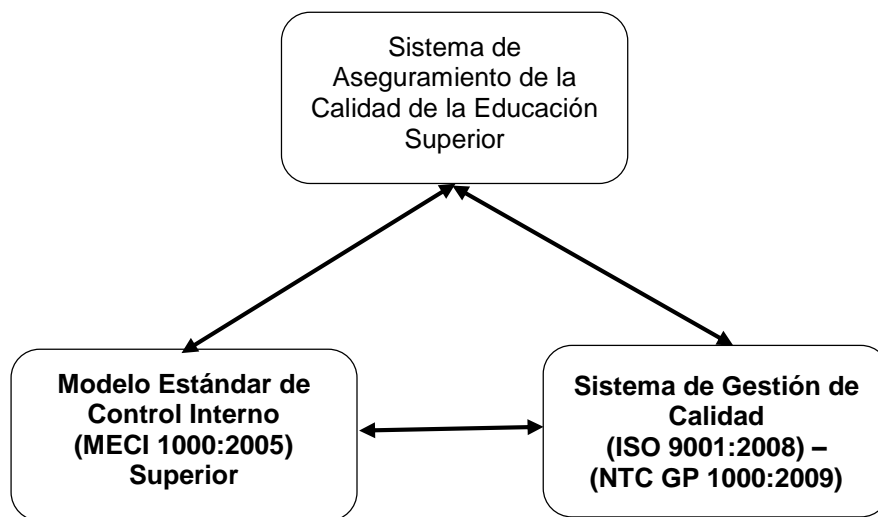 Sistema de
Aseguramiento de la
Calidad de la Educación
Superior
Modelo Estándar de
Control Interno
(MECI 1000:2005)
Superior
Sistema de Gestión de
Calidad
(ISO 9001:2008) –
(NTC GP 1000:2009)